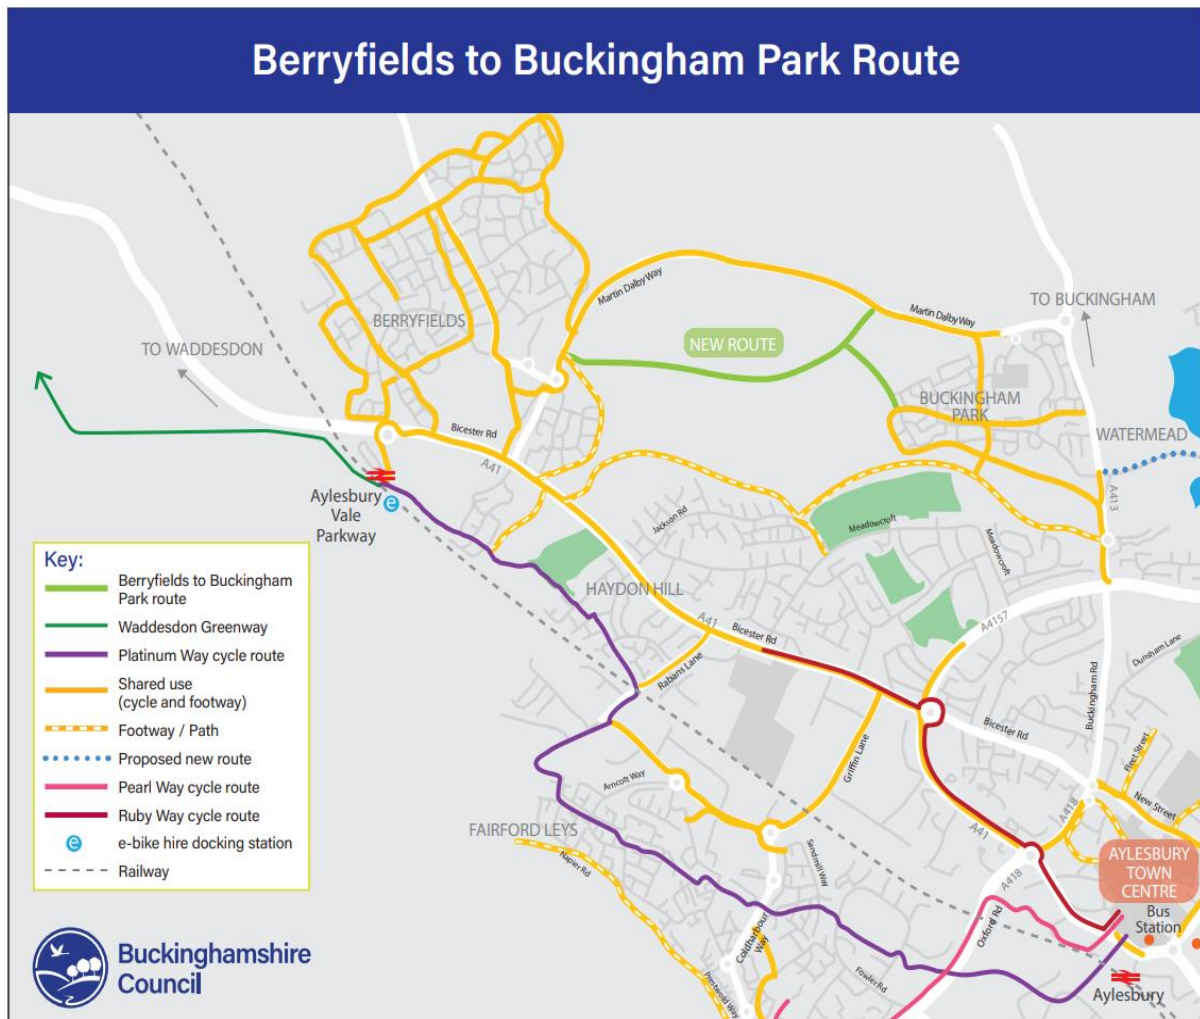 Berryfields to Buckingham Park Route
Martin Dalby Way
TO BUCKINGHAM
Martin Dalby Way
BERRYFIELDS
NEW ROUTE
TO WADDESDON
BUCKINGHAM
PARK
Bicester Rd
WATERMEAD
A41
Aylesbury
Vale
Parkway
e
A413
Jackson Rd
Meadowcroft
Meadowcroft
HAYDON HILL
A41
Bicester Rd
A4157
Dunsham Lane
Rabans Lane
Buckingham Rd
Bicester Rd
Griffin Lane
Fleet Street
Arncott Way
New Street
A418
FAIRFORD LEYS
A41
Napier Rd
Sandmill Way
AYLESBURY
TOWN
CENTRE
A418
Bus
Station
Oxford Rd
Coldharbour
Way
Fowler Rd
Prestwold Way
Aylesbury
Key:
Berryfields to Buckingham
Park route
Waddesdon Greenway
Platinum Way cycle route
Shared use
(cycle and footway)
Footway / Path
Proposed new route
Pearl Way cycle route
Ruby Way cycle route
e e-bike hire docking station
Railway
Buckinghamshire
Council